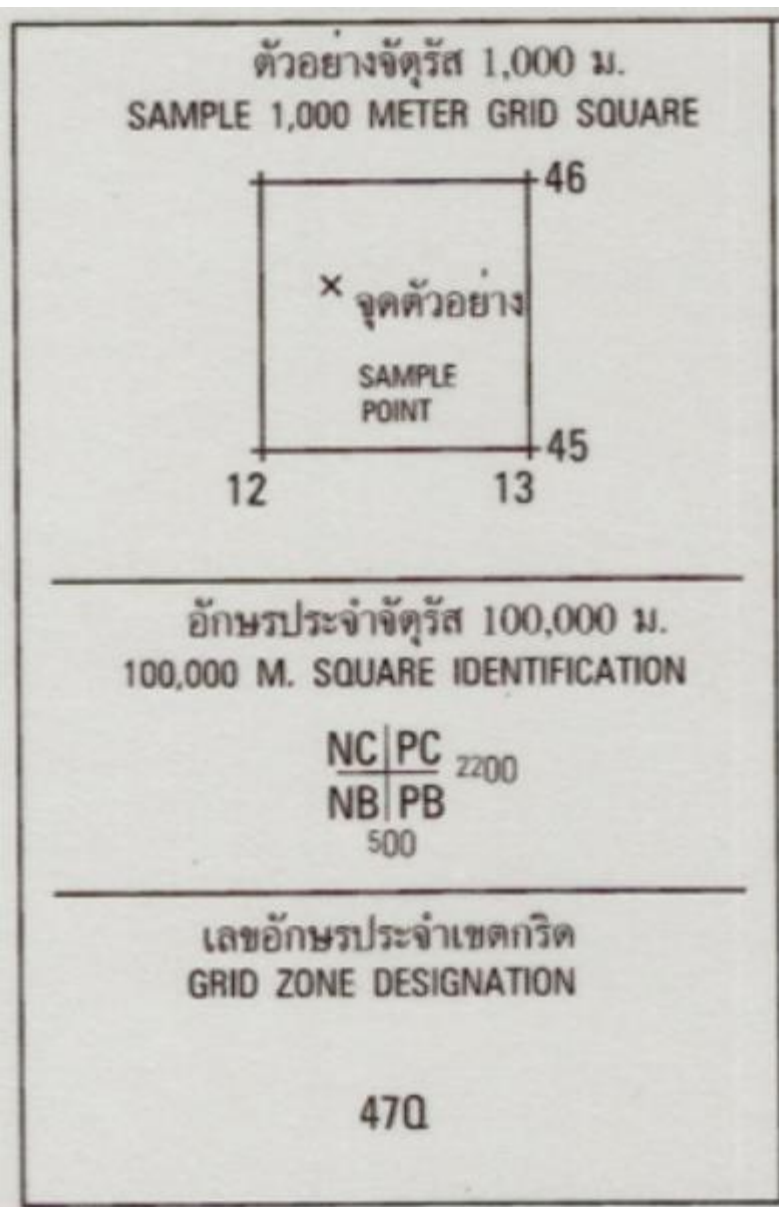 ตัวอย่างจัตุรัส 1,000 ม.
SAMPLE 1,000 METER GRID SQUARE
46
× จุดตัวอย่าง
SAMPLE
POINT
45
12 13
อักษรประจำจัตุรัส 100,000 ม.
100,000 M. SQUARE IDENTIFICATION
NC PC 2200
NB PB
500
เลขอักษรประจำเขตกริด
GRID ZONE DESIGNATION
47Q